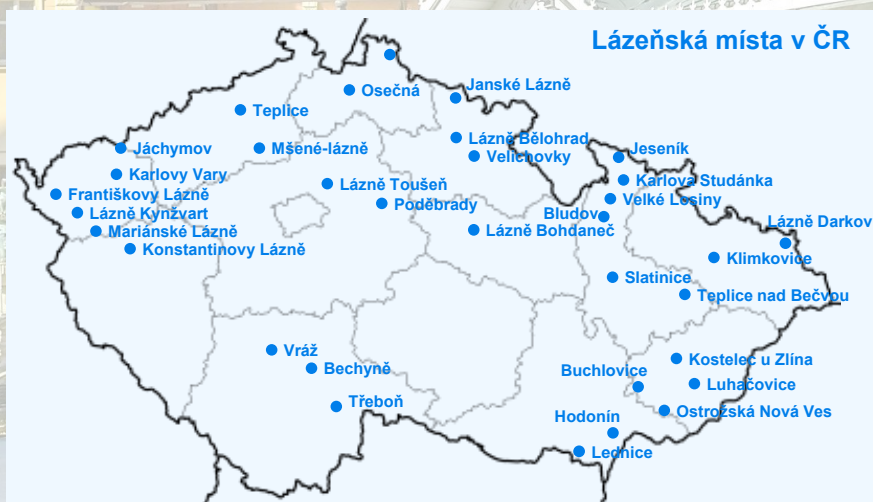 Lázeňská místa v ČR
Osečná
Janské Lázně
Teplice
Lázně Bělohrad
Jáchymov
Mšené-lázně
Velichovky
Jeseník
Karlovy Vary
Karlova Studánka
Lázně Toušeň
Františkovy Lázně
Velké Losiny
Poděbrady
Lázně Kynžvart
Bludov
Lázně Darkov
Mariánské Lázně
Lázně Bohdaneč
Konstantinovy Lázně
Klimkovice
Slatinice
Teplice nad Bečvou
Vráž
Kostelec u Zlína
Bechyně
Buchlovice
Luhačovice
Třeboň
Ostrožská Nová Ves
Hodonín
Lednice